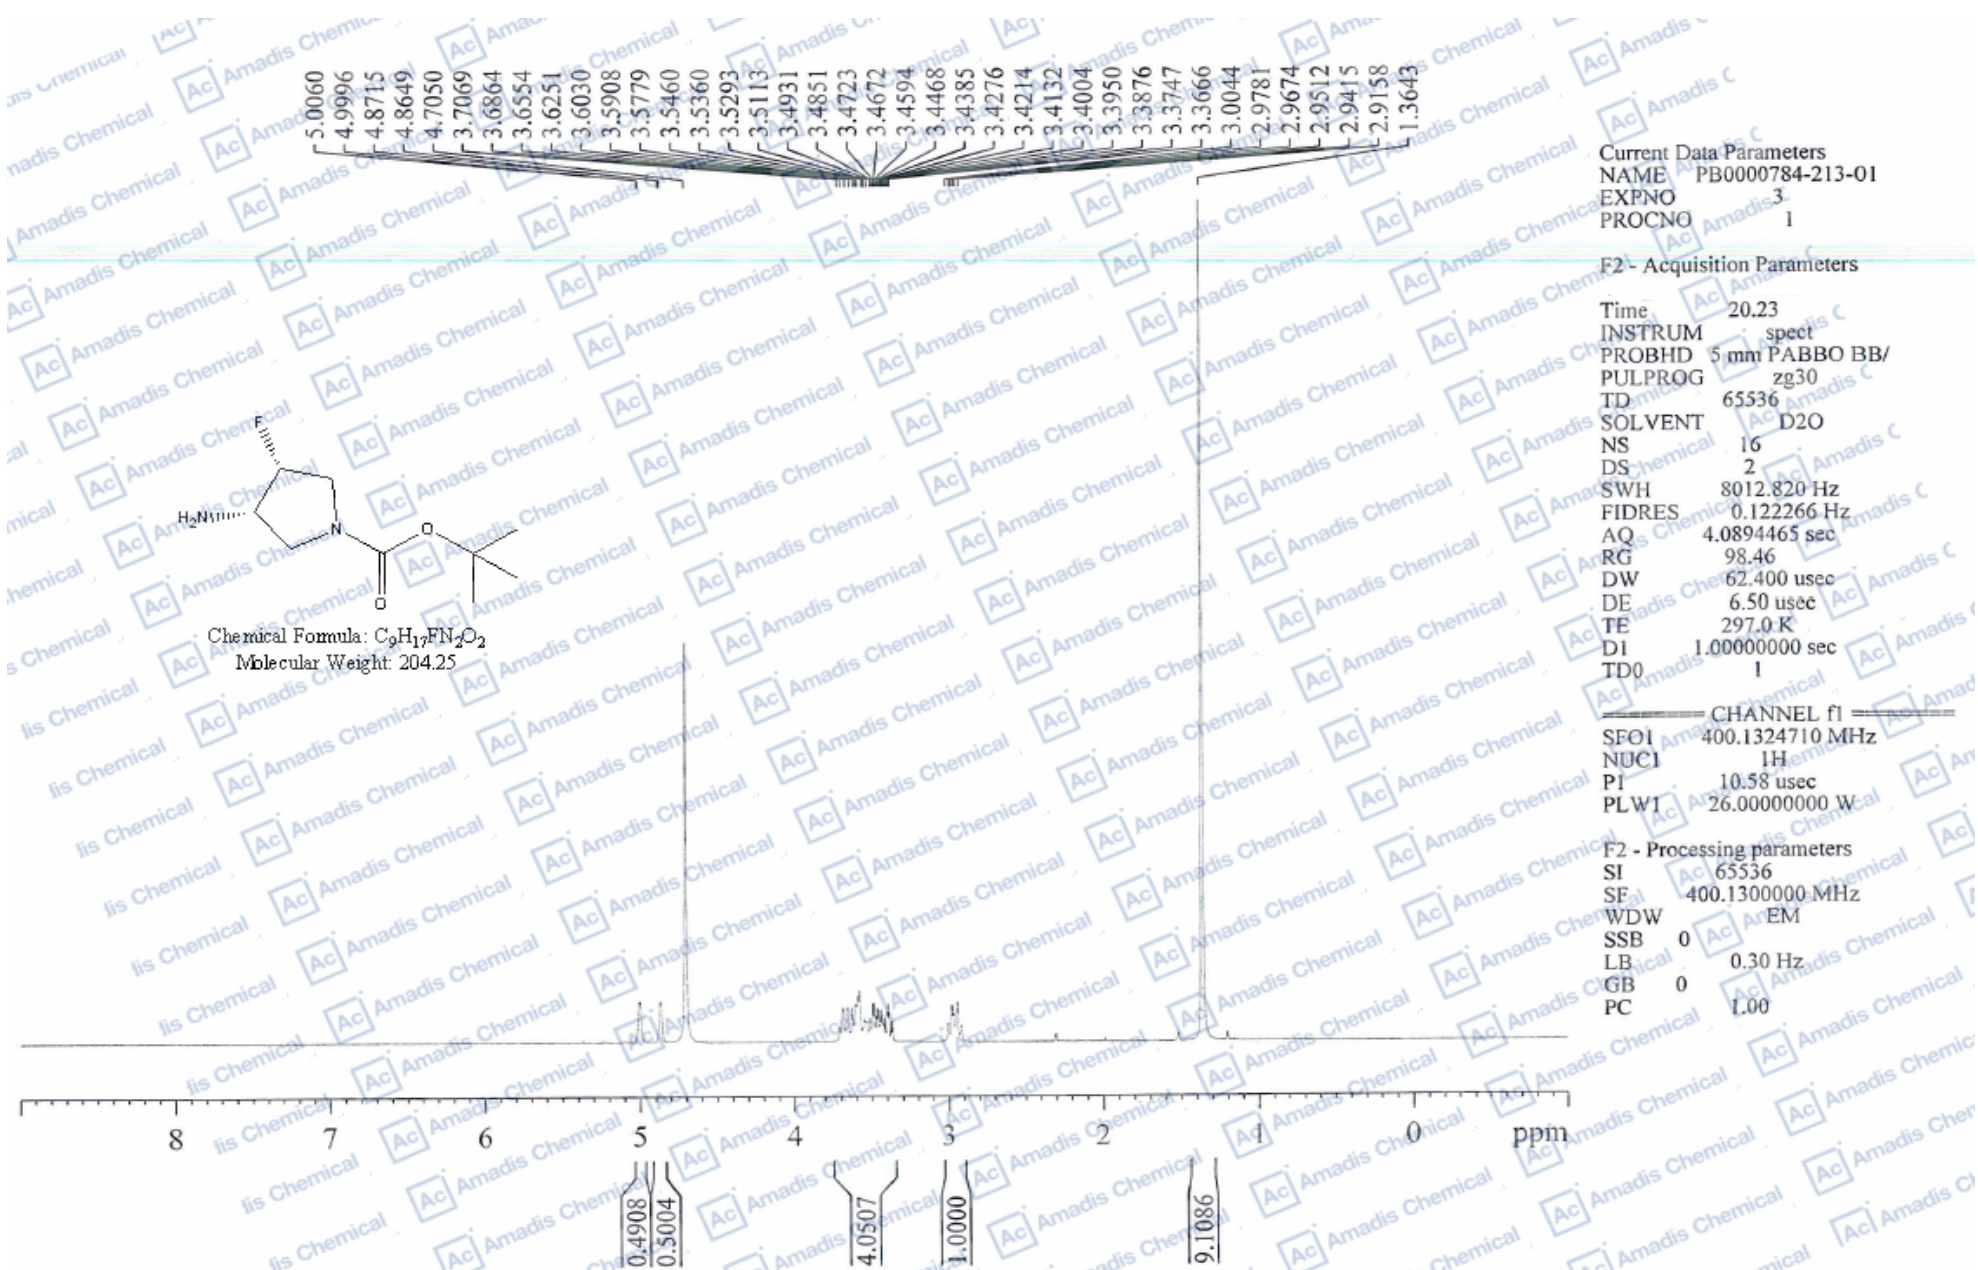 5.0060
4.9996
4.8715
4.8649
4.7050
3.7069
3.6864
3.6554
3.6251
3.6030
3.5908
3.5779
3.5460
3.5360
3.5293
3.5113
3.4931
3.4851
3.4723
3.4672
3.4594
3.4468
3.4385
3.4276
3.4214
3.4132
3.4004
3.3950
3.3876
3.3747
3.3666
3.0044
2.9781
2.9674
2.9512
2.9415
2.9158
1.3643
Current Data Parameters
NAME PB0000784-213-01
EXPNO 3
PROCNO 1
F2 - Acquisition Parameters
Time 20.23
INSTRUM spect
PROBHD 5 mm PABBO BB/
PULPROG zg30
TD 65536
SOLVENT D2O
NS 16
DS 2
SWH 8012.820 Hz
FIDRES 0.122266 Hz
AQ 4.0894465 sec
RG 98.46
DW 62.400 usec
DE 6.50 usec
TE 297.0 K
D1 1.00000000 sec
TD0 1
====== CHANNEL f1 ======
SFO1 400.1324710 MHz
NUC1 1H
P1 10.58 usec
PLW1 26.00000000 W
F2 - Processing parameters
SI 65536
SF 400.1300000 MHz
WDW EM
SSB 0
LB 0.30 Hz
GB 0
PC 1.00
F
H₂N
N
O
O
Chemical Formula: C₉H₁₇FN₂O₂
Molecular Weight: 204.25
8 7 6 5 4 3 2 1 0 ppm
0.4908
0.5004
4.0507
1.0000
9.1086
Ac Amadis Chemical